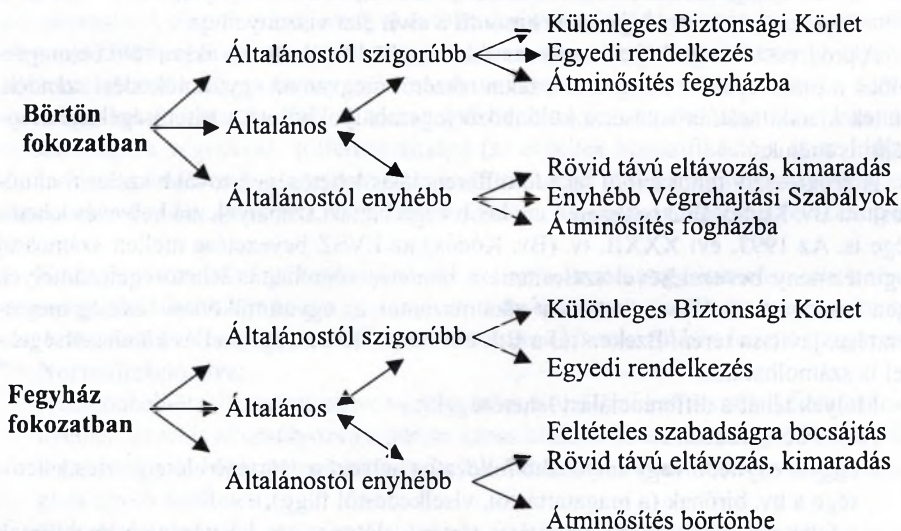 Különleges Biztonsági Körlet
Általánostól szigorúbb
Egyedi rendelkezés
Átminősítés fegyházba
Börtön
fokozatban
Általános
Rövid távú eltávozás, kimaradás
Általánostól enyhébb
Enyhébb Végrehajtási Szabályok
Átminősítés fogházba
Különleges Biztonsági Körlet
Általánostól szigorúbb
Egyedi rendelkezés
Fegyház
fokozatban
Általános
Feltételes szabadságra bocsájtás
Rövid távú eltávozás, kimaradás
Általánostól enyhébb
Átminősítés börtönbe